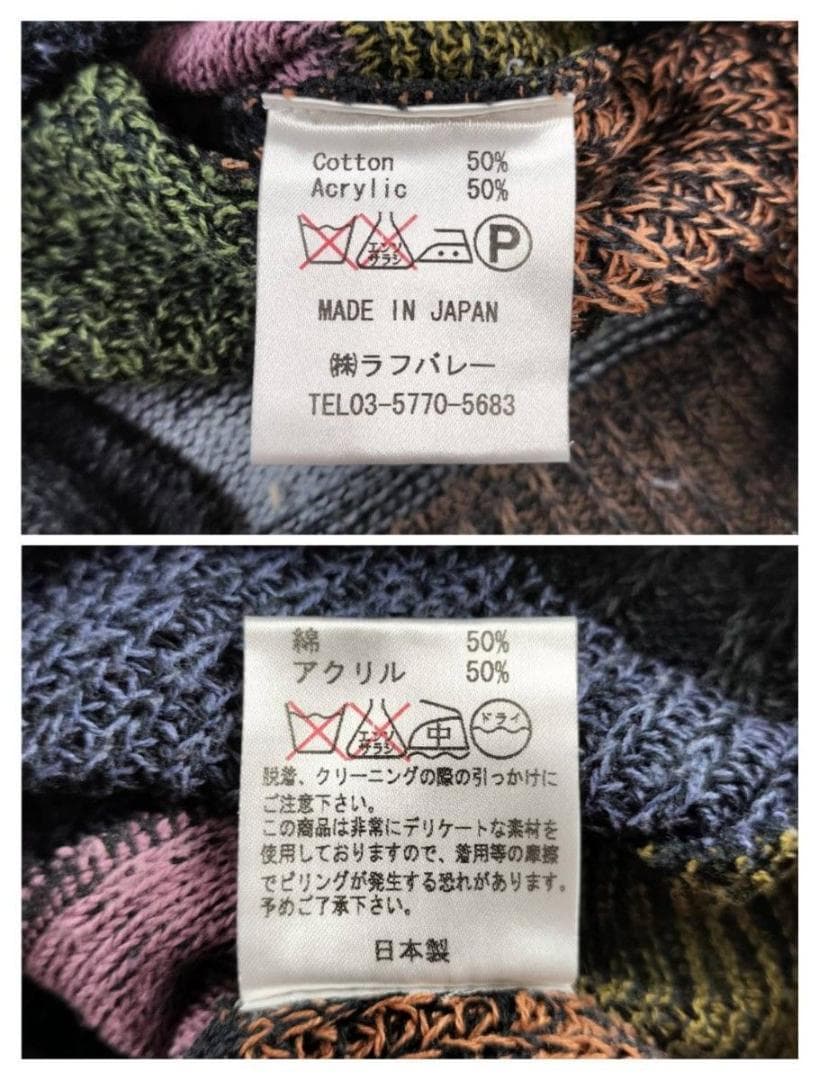 Cotton 50%
Acrylic 50%
エンソ
サラシ
P
MADE IN JAPAN
㈱ラフバレー
TEL03-5770-5683
綿 50%
アクリル 50%
エンソ
サラシ
中
ドライ
脱着、クリーニングの際の引っかけに
ご注意下さい。
この商品は非常にデリケートな素材を
使用しておりますので、着用等の摩擦
でピリングが発生する恐れがあります。
予めご了承下さい。
日本製